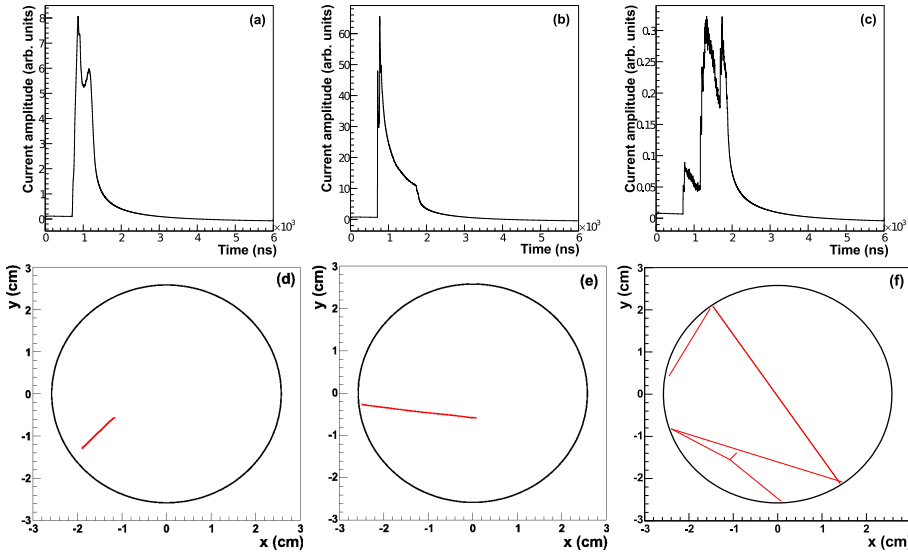 (a)
Current amplitude (arb. units)
8
7
6
5
4
3
2
1
0
0 1 2 3 4 5 6
×10³
Time (ns)
(b)
Current amplitude (arb. units)
60
50
40
30
20
10
0
0 1 2 3 4 5 6
×10³
Time (ns)
(c)
Current amplitude (arb. units)
0.3
0.25
0.2
0.15
0.1
0.05
0
0 1 2 3 4 5 6
×10³
Time (ns)
(d)
y (cm)
3
2
1
0
-1
-2
-3
-3 -2 -1 0 1 2 3
x (cm)
(e)
y (cm)
3
2
1
0
-1
-2
-3
-3 -2 -1 0 1 2 3
x (cm)
(f)
y (cm)
3
2
1
0
-1
-2
-3
-3 -2 -1 0 1 2
x (cm)